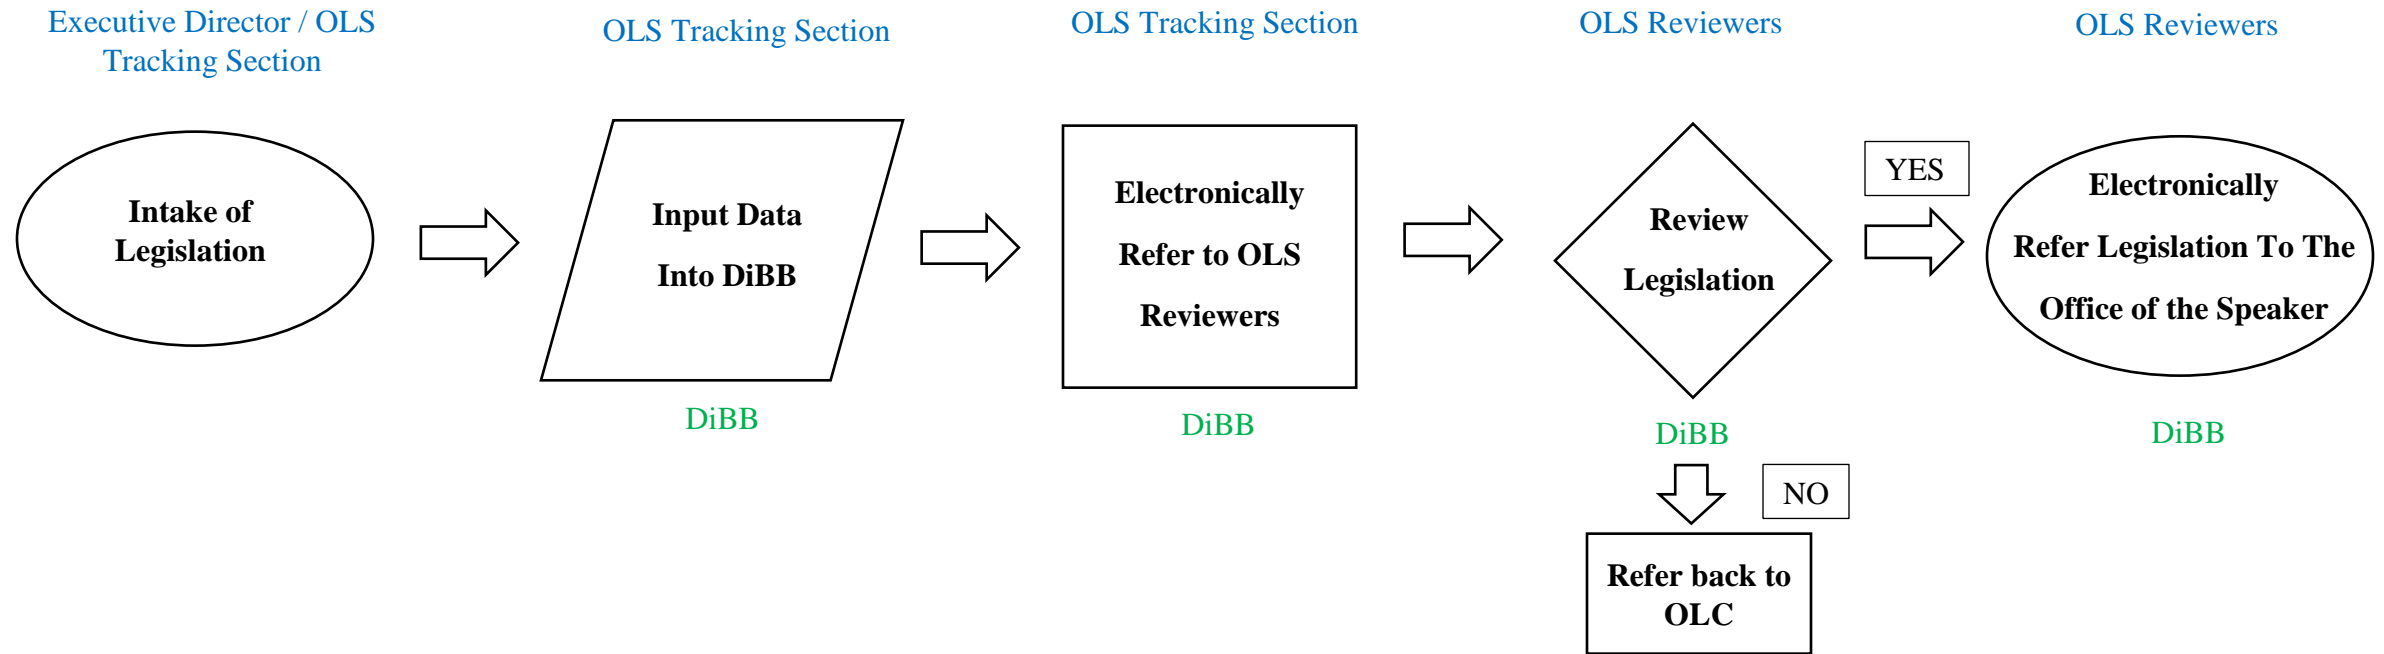 Executive Director / OLS
Tracking Section
OLS Tracking Section
OLS Tracking Section
OLS Reviewers
OLS Reviewers
Intake of
Legislation
Input Data
Into DiBB
DiBB
Electronically
Refer to OLS
Reviewers
DiBB
Review
Legislation
DiBB
YES
Electronically
Refer Legislation To The
Office of the Speaker
DiBB
NO
Refer back to
OLC